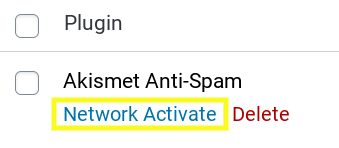 Plugin
Akismet Anti-Spam
Network Activate Delete